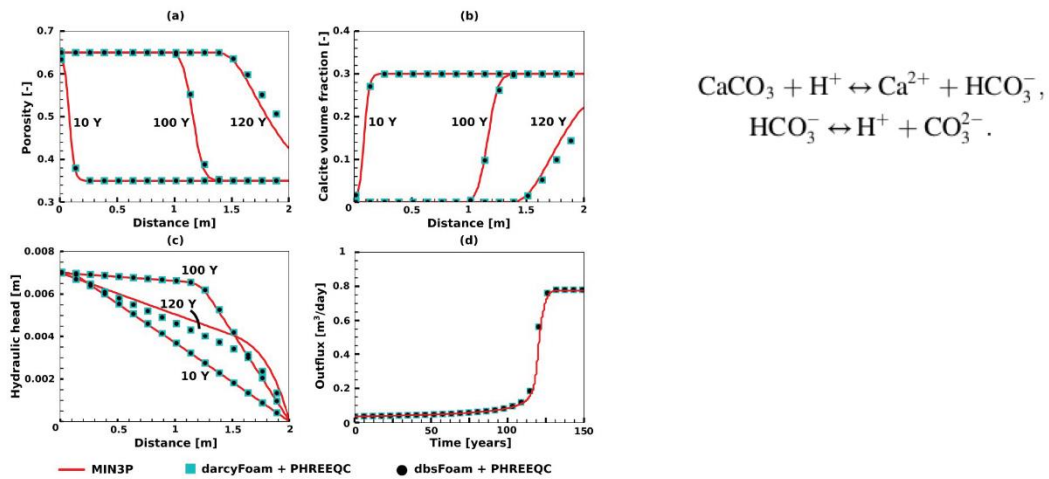 (a)
Porosity [-]
0.7
0.6
0.5
0.4
0.3
10 Y
100 Y
120 Y
0
0.5
1
1.5
2
Distance [m]
(b)
Calcite volume fraction [-]
0.4
0.3
0.2
0.1
0
10 Y
100 Y
120 Y
0
0.5
1
1.5
2
Distance [m]
CaCO₃ + H⁺ ↔ Ca²⁺ + HCO₃⁻,
HCO₃⁻ ↔ H⁺ + CO₃²⁻.
(c)
Hydraulic head [m]
0.008
0.006
0.004
0.002
0
100 Y
120 Y
10 Y
0
0.5
1
1.5
2
Distance [m]
(d)
Outflux [m³/day]
1
0.8
0.6
0.4
0.2
0
0
50
100
150
Time [years]
MIN3P
darcyFoam + PHREEQC
dbsFoam + PHREEQC